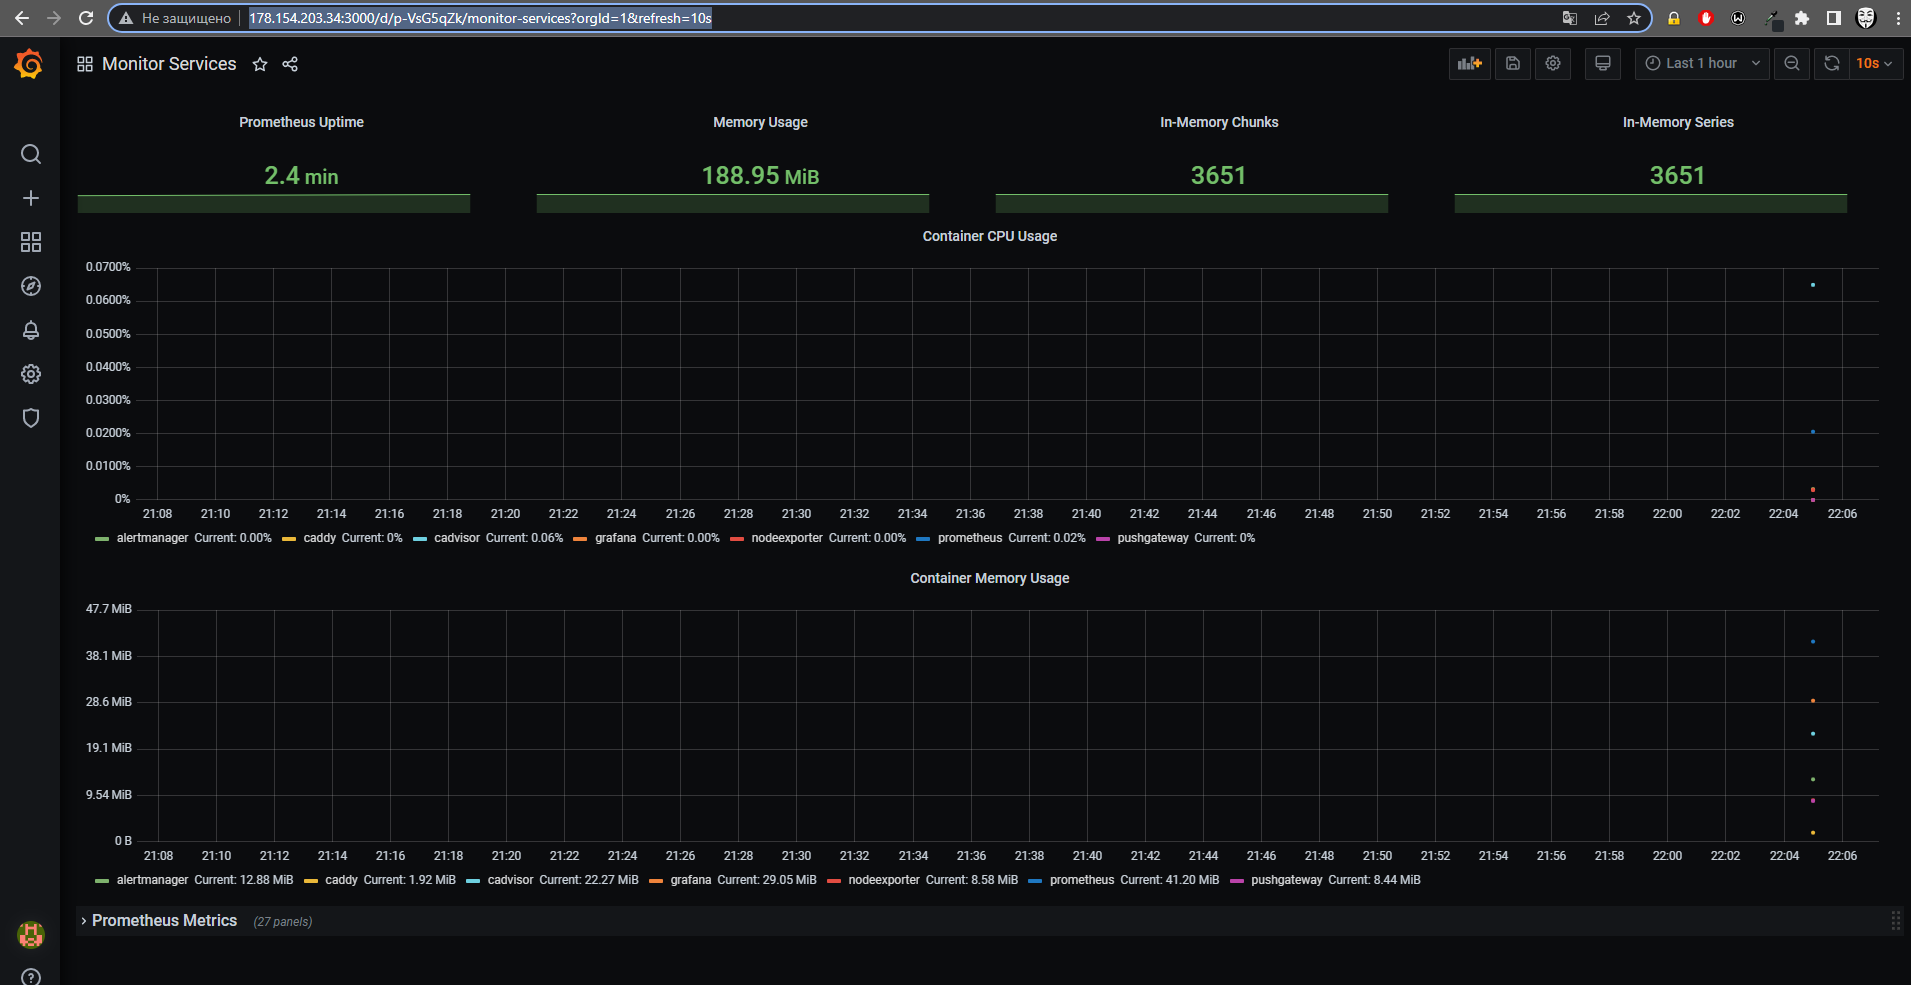 Не защищено 178.154.203.34:3000/d/p-VsG5qZk/monitor-services?orgId=1&refresh=10s
Monitor Services Last 1 hour 10s
Prometheus Uptime Memory Usage In-Memory Chunks In-Memory Series
2.4 min 188.95 MiB 3651 3651
Container CPU Usage
0.0700%
0.0600%
0.0500%
0.0400%
0.0300%
0.0200%
0.0100%
0%
21:08 21:10 21:12 21:14 21:16 21:18 21:20 21:22 21:24 21:26 21:28 21:30 21:32 21:34 21:36 21:38 21:40 21:42 21:44 21:46 21:48 21:50 21:52 21:54 21:56 21:58 22:00 22:02 22:04 22:06
alertmanager Current: 0.00% caddy Current: 0% cadvisor Current: 0.06% grafana Current: 0.00% nodeexporter Current: 0.00% prometheus Current: 0.02% pushgateway Current: 0%
Container Memory Usage
47.7 MiB
38.1 MiB
28.6 MiB
19.1 MiB
9.54 MiB
0 B
21:08 21:10 21:12 21:14 21:16 21:18 21:20 21:22 21:24 21:26 21:28 21:30 21:32 21:34 21:36 21:38 21:40 21:42 21:44 21:46 21:48 21:50 21:52 21:54 21:56 21:58 22:00 22:02 22:04 22:06
alertmanager Current: 12.88 MiB caddy Current: 1.92 MiB cadvisor Current: 22.27 MiB grafana Current: 29.05 MiB nodeexporter Current: 8.58 MiB prometheus Current: 41.20 MiB pushgateway Current: 8.44 MiB
Prometheus Metrics (27 panels)